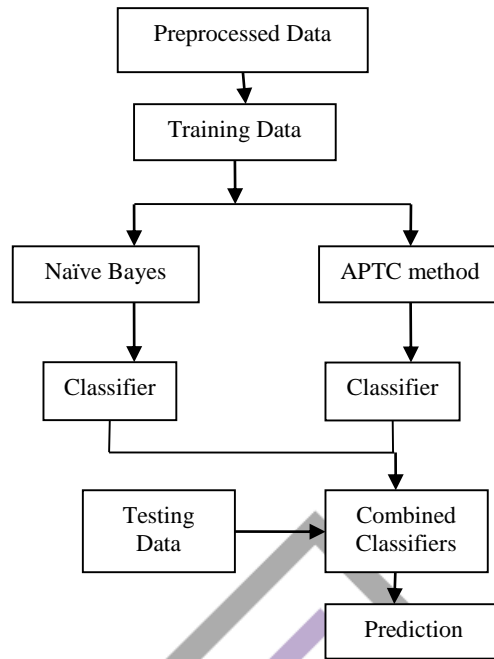 Preprocessed Data
Training Data
Naïve Bayes
APTC method
Classifier
Classifier
Testing
Data
Combined
Classifiers
Prediction